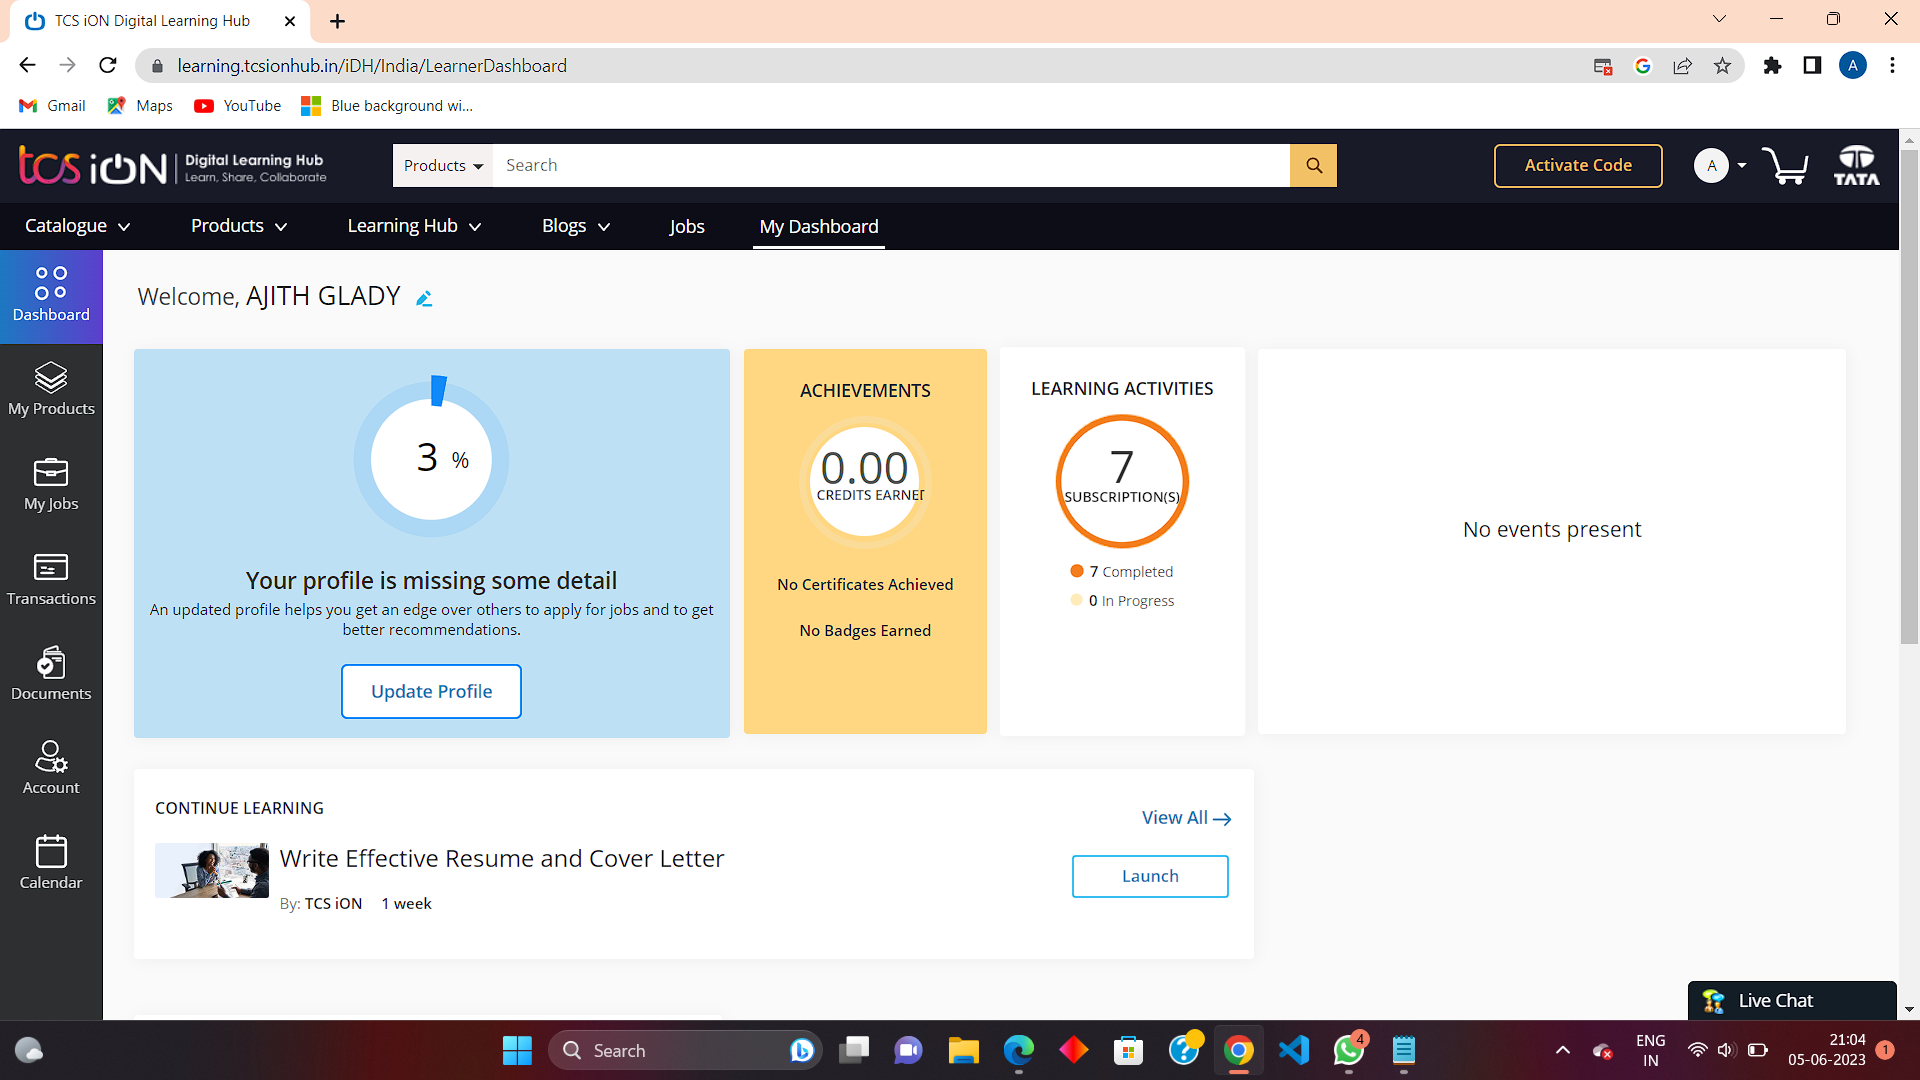 TCS iON Digital Learning Hub
learning.tcsionhub.in/iDH/India/LearnerDashboard
A
Gmail
Maps
YouTube
Blue background wi...
tcs iON
Digital Learning Hub
Learn, Share, Collaborate
Products
Search
Activate Code
A
TATA
Catalogue
Products
Learning Hub
Blogs
Jobs
My Dashboard
Dashboard
My Products
My Jobs
Transactions
Documents
Account
Calendar
Welcome, AJITH GLADY
3 %
Your profile is missing some detail
An updated profile helps you get an edge over others to apply for jobs and to get
better recommendations.
Update Profile
ACHIEVEMENTS
0.00
CREDITS EARNED
No Certificates Achieved
No Badges Earned
LEARNING ACTIVITIES
7
SUBSCRIPTION(S)
7 Completed
0 In Progress
No events present
CONTINUE LEARNING
View All
Write Effective Resume and Cover Letter
By: TCS iON 1 week
Launch
Live Chat
Search
4
ENG
IN
21:04
05-06-2023
1